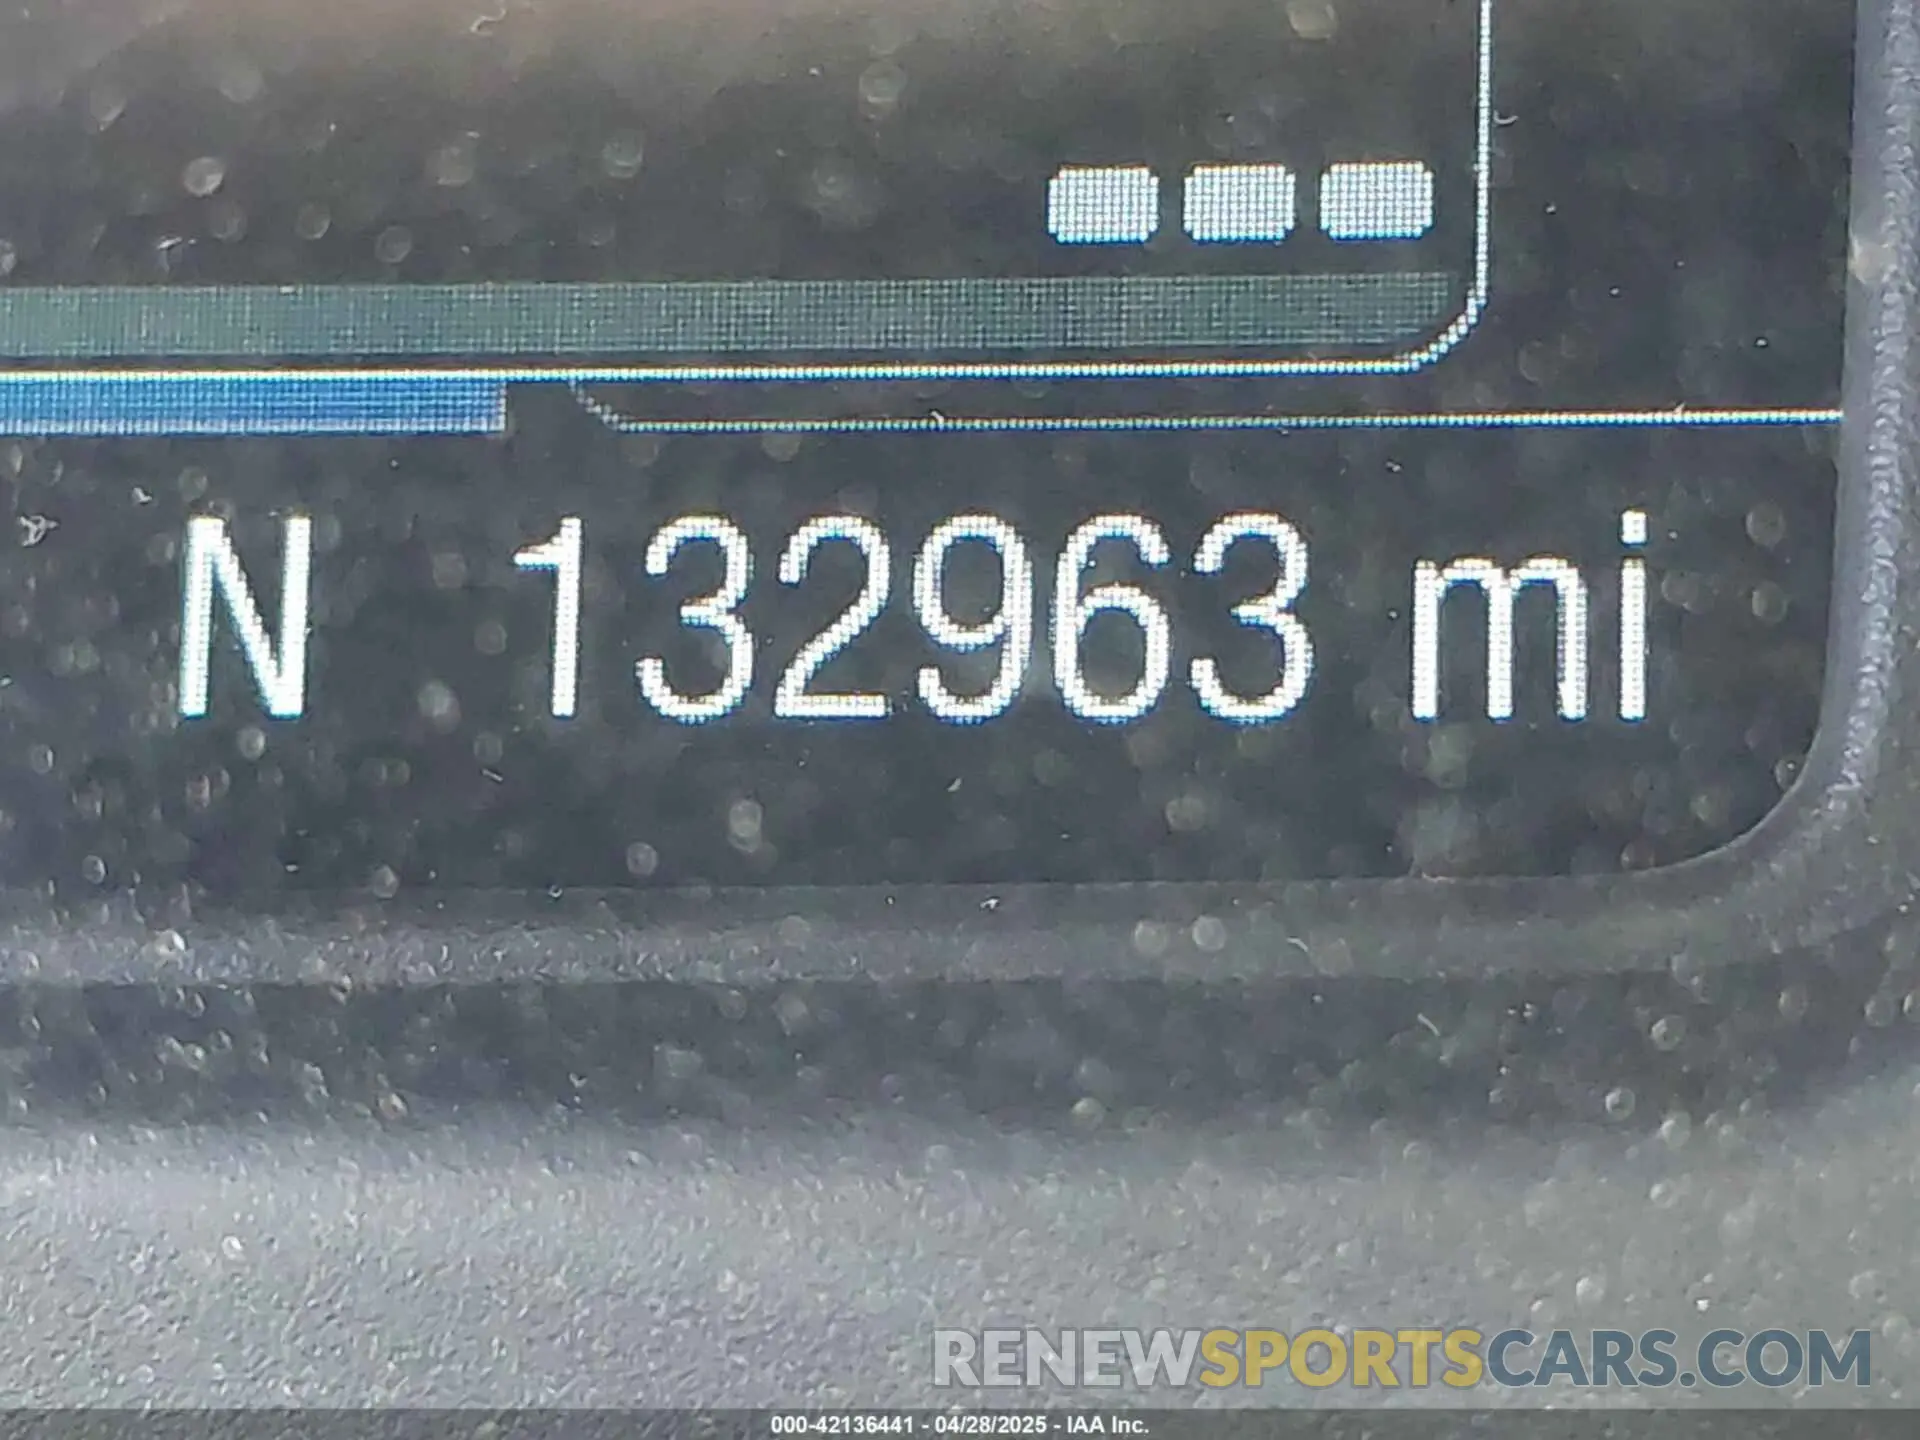 N 132963 mi
RENEWSPORTSCARS.COM
000-42136441 - 04/28/2025 - IAA Inc.